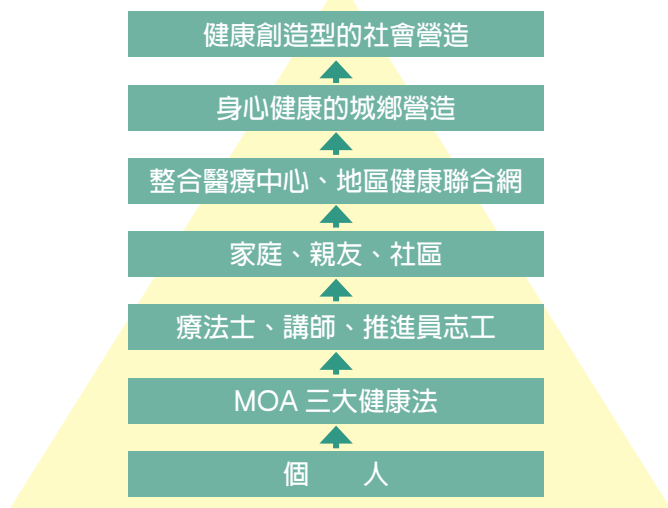 健康創造型的社會營造
身心健康的城鄉營造
整合醫療中心、地區健康聯合網
家庭、親友、社區
療法士、講師、推進員志工
MOA 三大健康法
個　　人